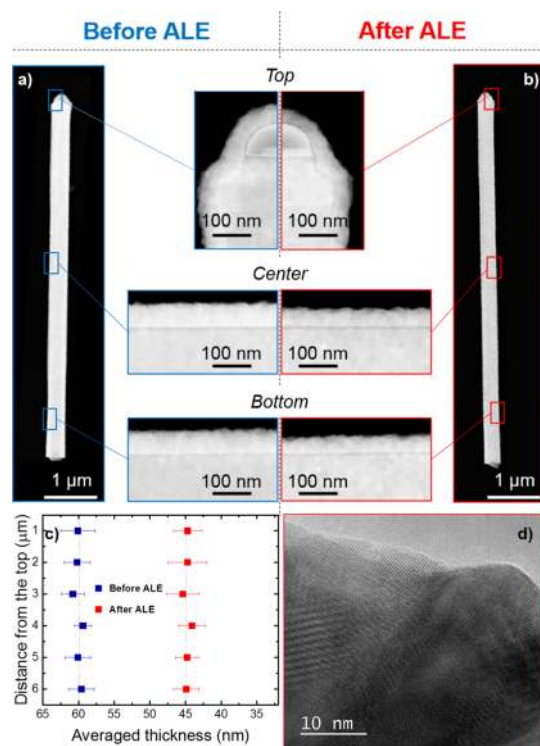 Before ALE
After ALE
a)
Top
b)
100 nm
100 nm
Center
100 nm
100 nm
Bottom
100 nm
100 nm
1 µm
1 µm
c)
Before ALE
After ALE
Distance from the top (µm)
1
2
3
4
5
6
65
60
55
50
45
40
35
Averaged thickness (nm)
d)
10 nm